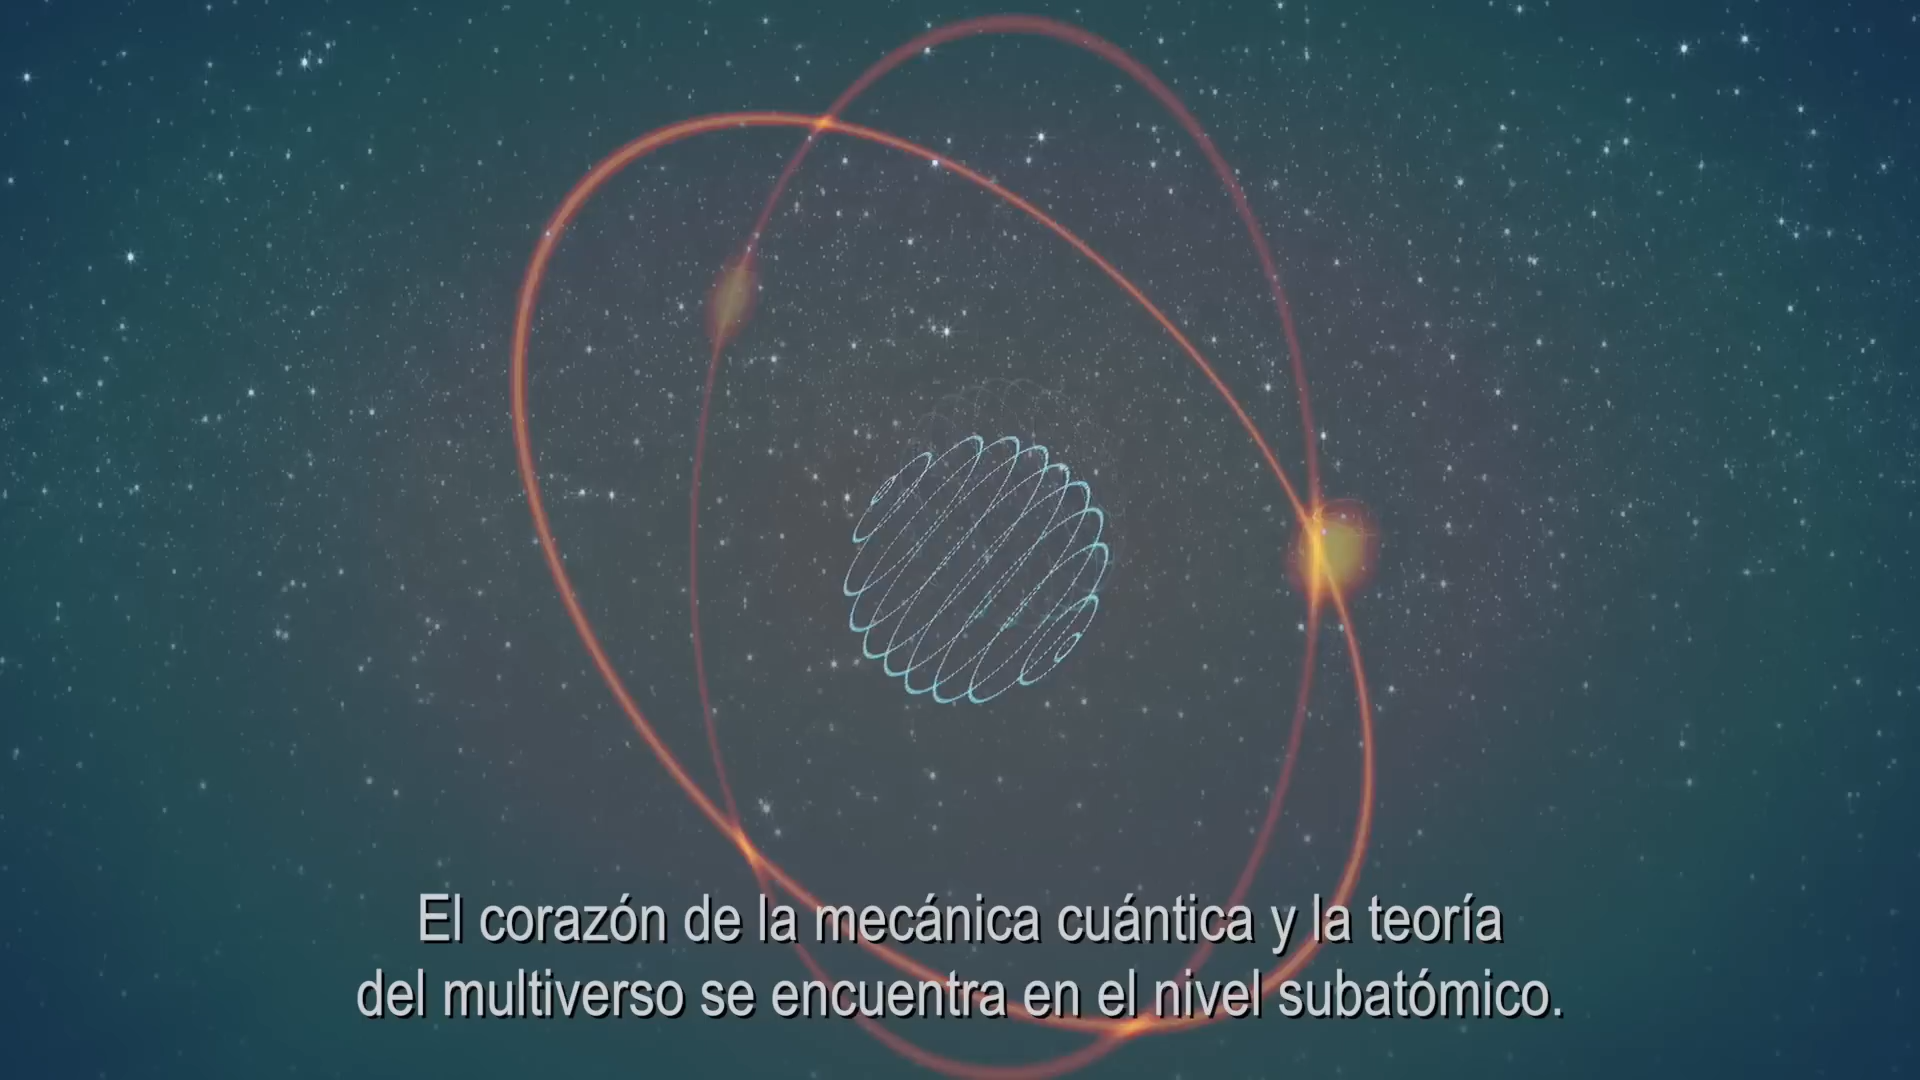 El corazón de la mecánica cuántica y la teoría
del multiverso se encuentra en el nivel subatómico.